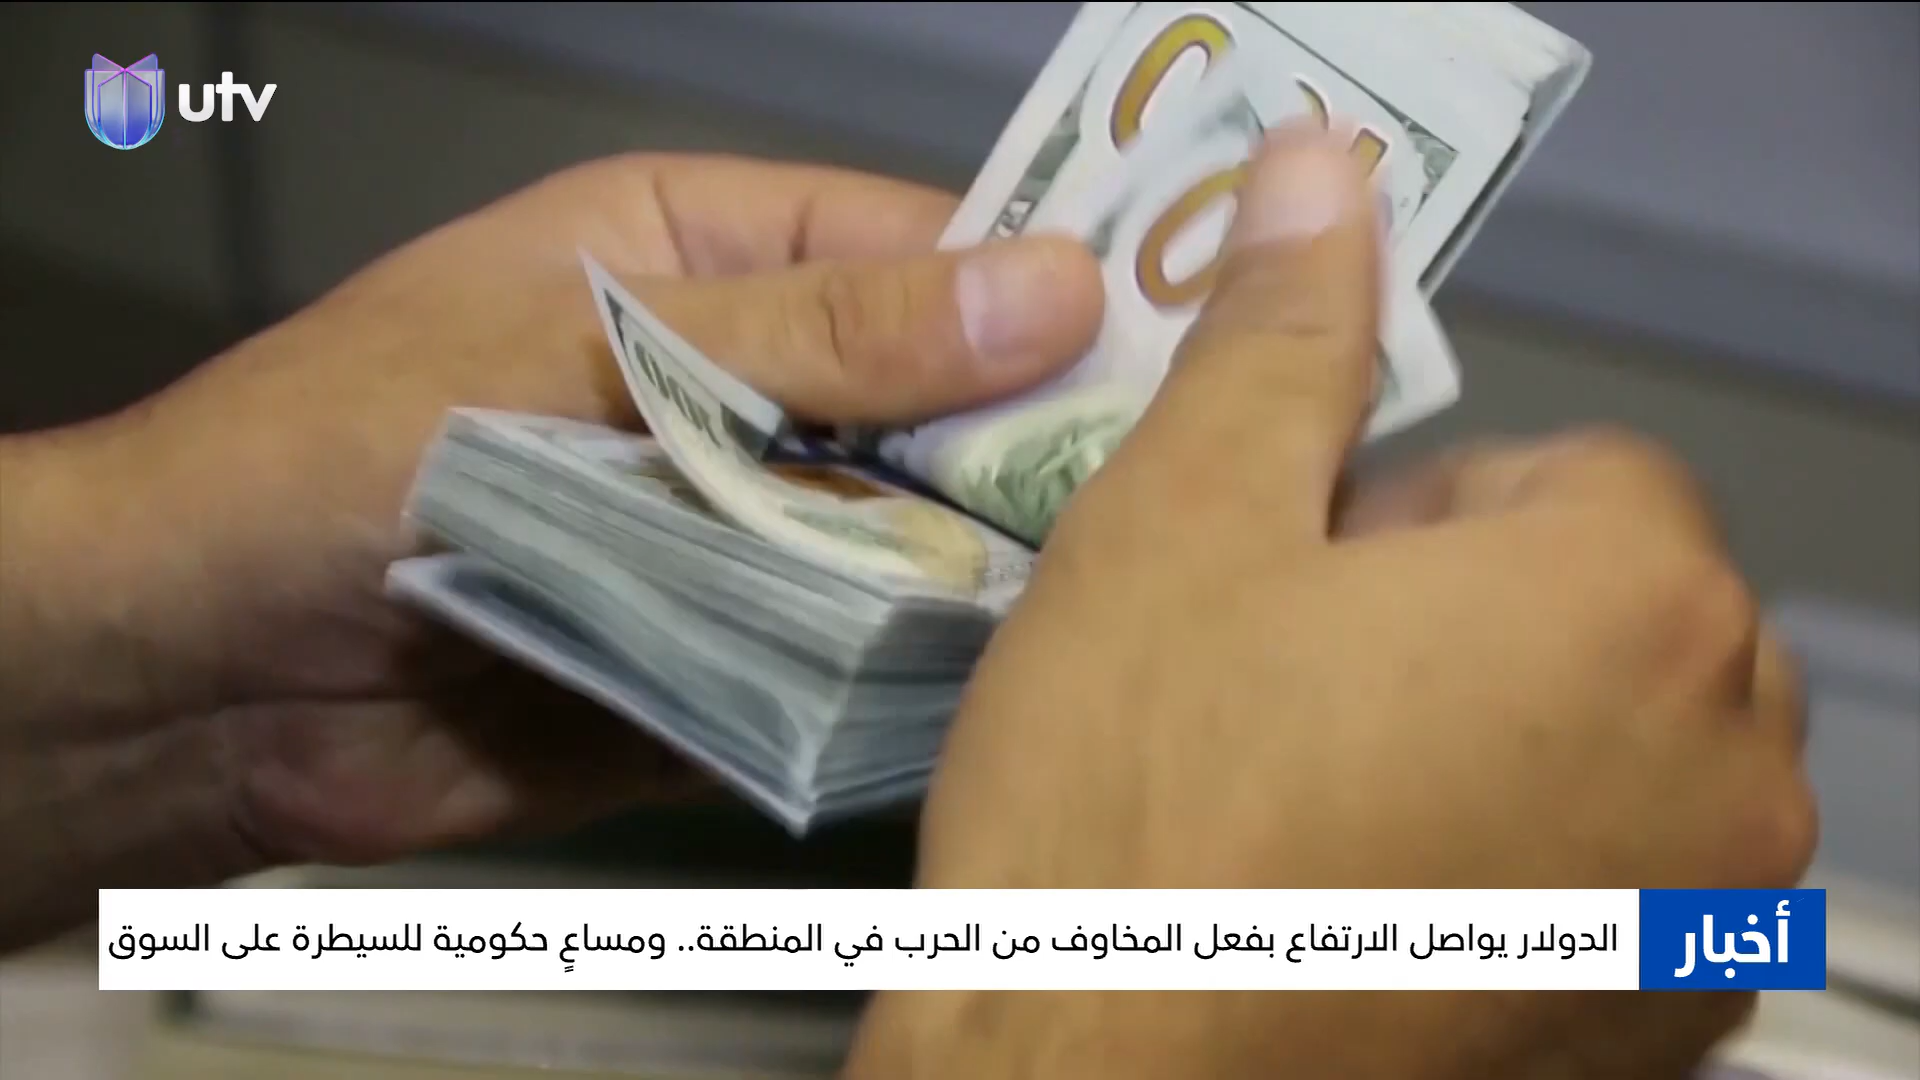 utv
أخبار
الدولار يواصل الارتفاع بفعل المخاوف من الحرب في المنطقة.. ومساعٍ حكومية للسيطرة على السوق